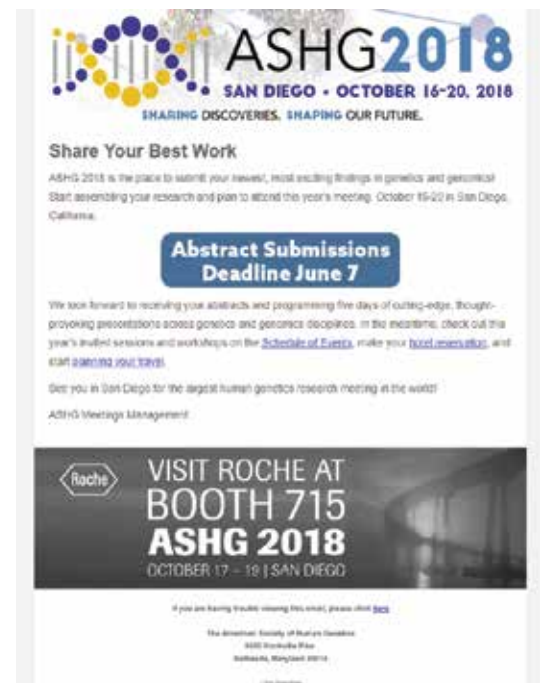 ASHG2018
SAN DIEGO • OCTOBER 16-20, 2018
SHARING DISCOVERIES. SHAPING OUR FUTURE.
Share Your Best Work
ASHG 2018 is the place to submit your newest, most exciting findings in genetics and genomics!
Start assembling your research and plan to attend this year's meeting, October 16-20 in San Diego,
California.
Abstract Submissions
Deadline June 7
We look forward to receiving your abstracts and programming five days of cutting-edge, thought-
provoking presentations across genetics and genomics disciplines. In the meantime, check out this
year's invited sessions and workshops on the Schedule of Events, make your hotel reservation, and
start planning your travel.
See you in San Diego for the largest human genetics research meeting in the world!
ASHG Meetings Management
Roche
VISIT ROCHE AT
BOOTH 715
ASHG 2018
OCTOBER 17 – 19 | SAN DIEGO
If you are having trouble viewing this email, please click here
The American Society of Human Genetics
Rockville Pike
Bethesda, Maryland